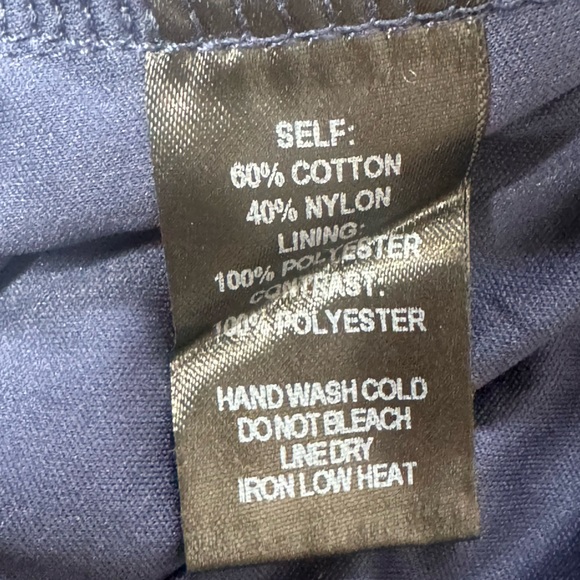 SELF:
60% COTTON
40% NYLON
LINING:
100% POLYESTER
CONTRAST:
100% POLYESTER
HAND WASH COLD
DO NOT BLEACH
LINE DRY
IRON LOW HEAT